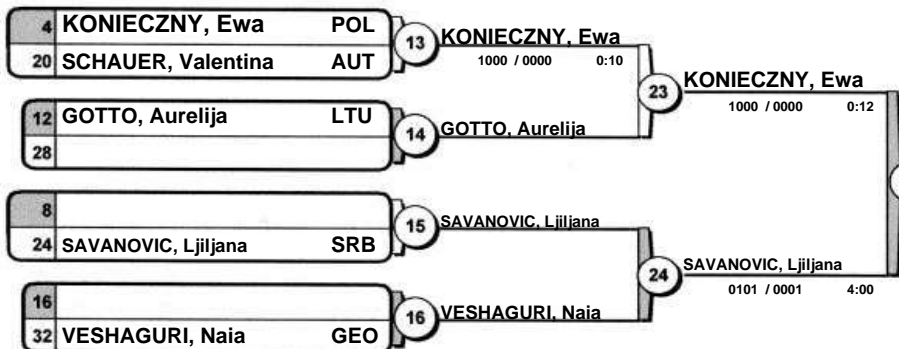 4 KONIECZNY, Ewa POL
20 SCHAUER, Valentina AUT
13
KONIECZNY, Ewa
1000 / 0000 0:10
12 GOTTO, Aurelija LTU
28
14
GOTTO, Aurelija
23
KONIECZNY, Ewa
1000 / 0000 0:12
8
24 SAVANOVIC, Ljiljana SRB
15
SAVANOVIC, Ljiljana
16
32 VESHAGURI, Naia GEO
16
VESHAGURI, Naia
24
SAVANOVIC, Ljiljana
0101 / 0001 4:00